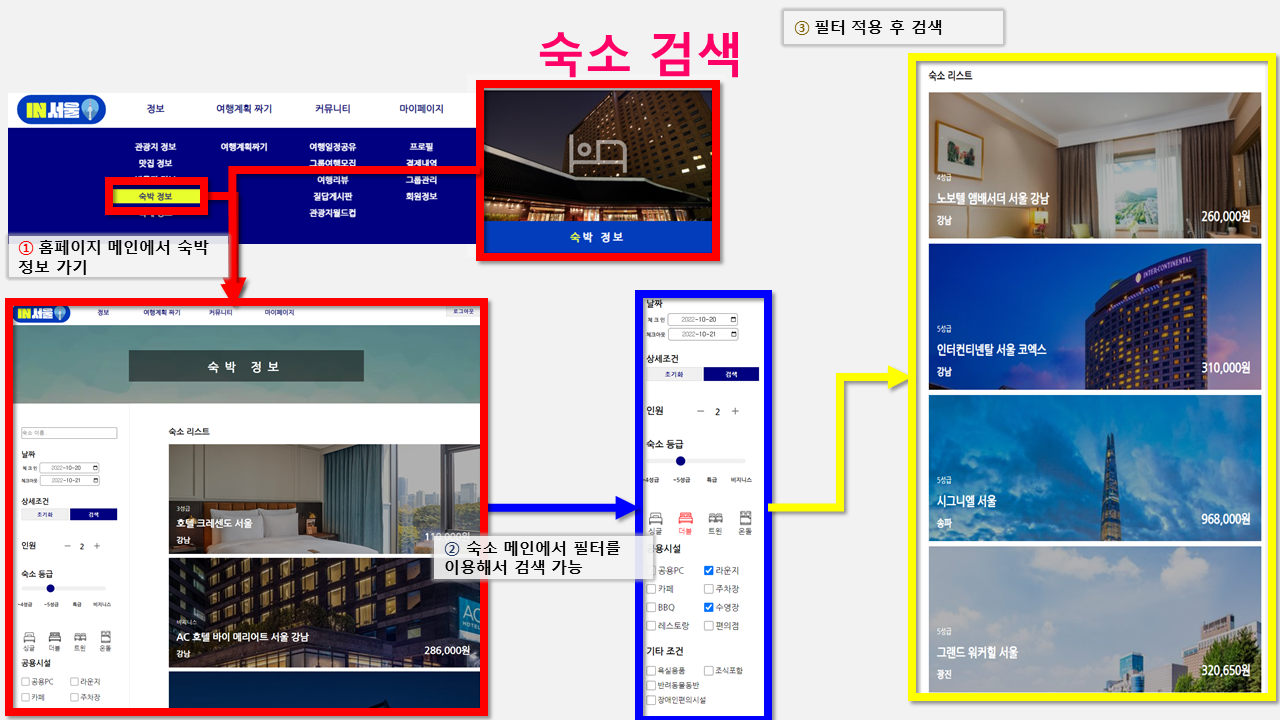 숙소 검색
③ 필터 적용 후 검색
IN서울
정보
여행계획 짜기
커뮤니티
마이페이지
관광지 정보
여행계획짜기
여행일정공유
프로필
맛집 정보
그룹여행모집
결제내역
여행리뷰
그룹관리
숙박 정보
질답게시판
회원정보
관광지월드컵
숙박 정보
① 홈페이지 메인에서 숙박
정보 가기
IN서울
정보
여행계획 짜기
커뮤니티
마이페이지
로그아웃
숙박 정보
숙소 이름..
날짜
체크인 2022-10-20
체크아웃 2022-10-21
상세조건
초기화
검색
인원
− 2 +
숙소 등급
~4성급
~5성급
특급
비지니스
싱글
더블
트윈
온돌
공용시설
공용PC
라운지
카페
주차장
숙소 리스트
3성급
호텔 크레센도 서울
강남
비지니스
AC 호텔 바이 메리어트 서울 강남
강남
286,000원
AC
② 숙소 메인에서 필터를
이용해서 검색 가능
날짜
체크인 2022-10-20
체크아웃 2022-10-21
상세조건
초기화
검색
인원
− 2 +
숙소 등급
~4성급
~5성급
특급
비지니스
싱글
더블
트윈
온돌
공용시설
공용PC
라운지
카페
주차장
BBQ
수영장
레스토랑
편의점
기타 조건
욕실용품
조식포함
반려동물동반
장애인편의시설
숙소 리스트
4성급
노보텔 앰배서더 서울 강남
강남
260,000원
INTER-CONTINENTAL
5성급
인터컨티넨탈 서울 코엑스
강남
310,000원
5성급
시그니엘 서울
송파
968,000원
5성급
그랜드 워커힐 서울
광진
320,650원